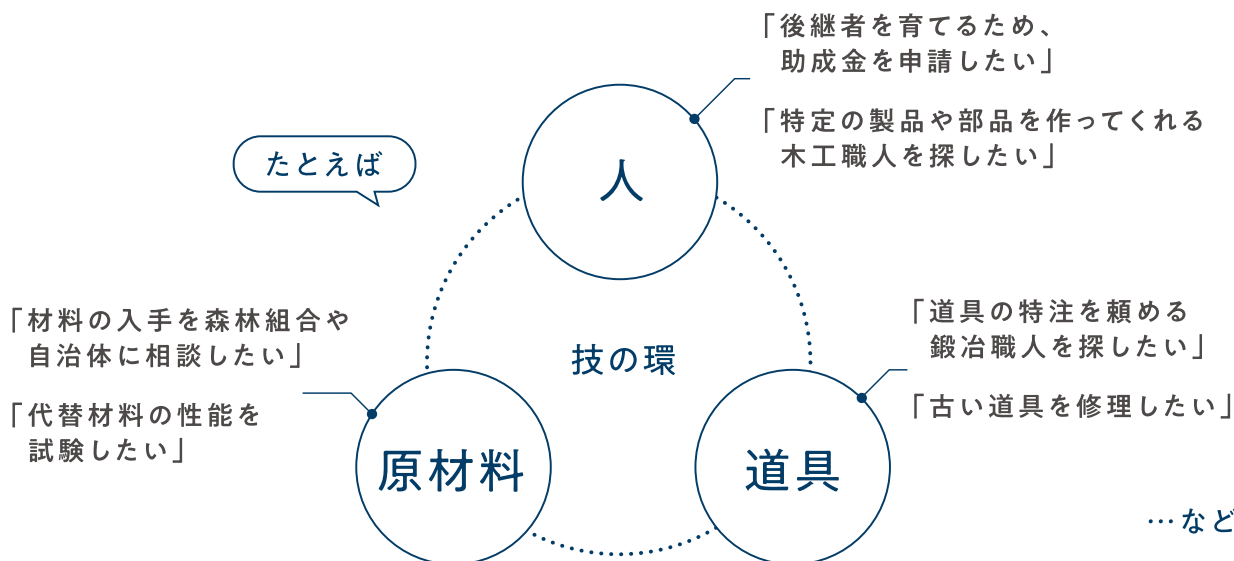 「後継者を育てるため、
助成金を申請したい」
「特定の製品や部品を作ってくれる
木工職人を探したい」
たとえば
人
「材料の入手を森林組合や
自治体に相談したい」
「代替材料の性能を
試験したい」
技の環
「道具の特注を頼める
鍛冶職人を探したい」
「古い道具を修理したい」
原材料
道具
…など